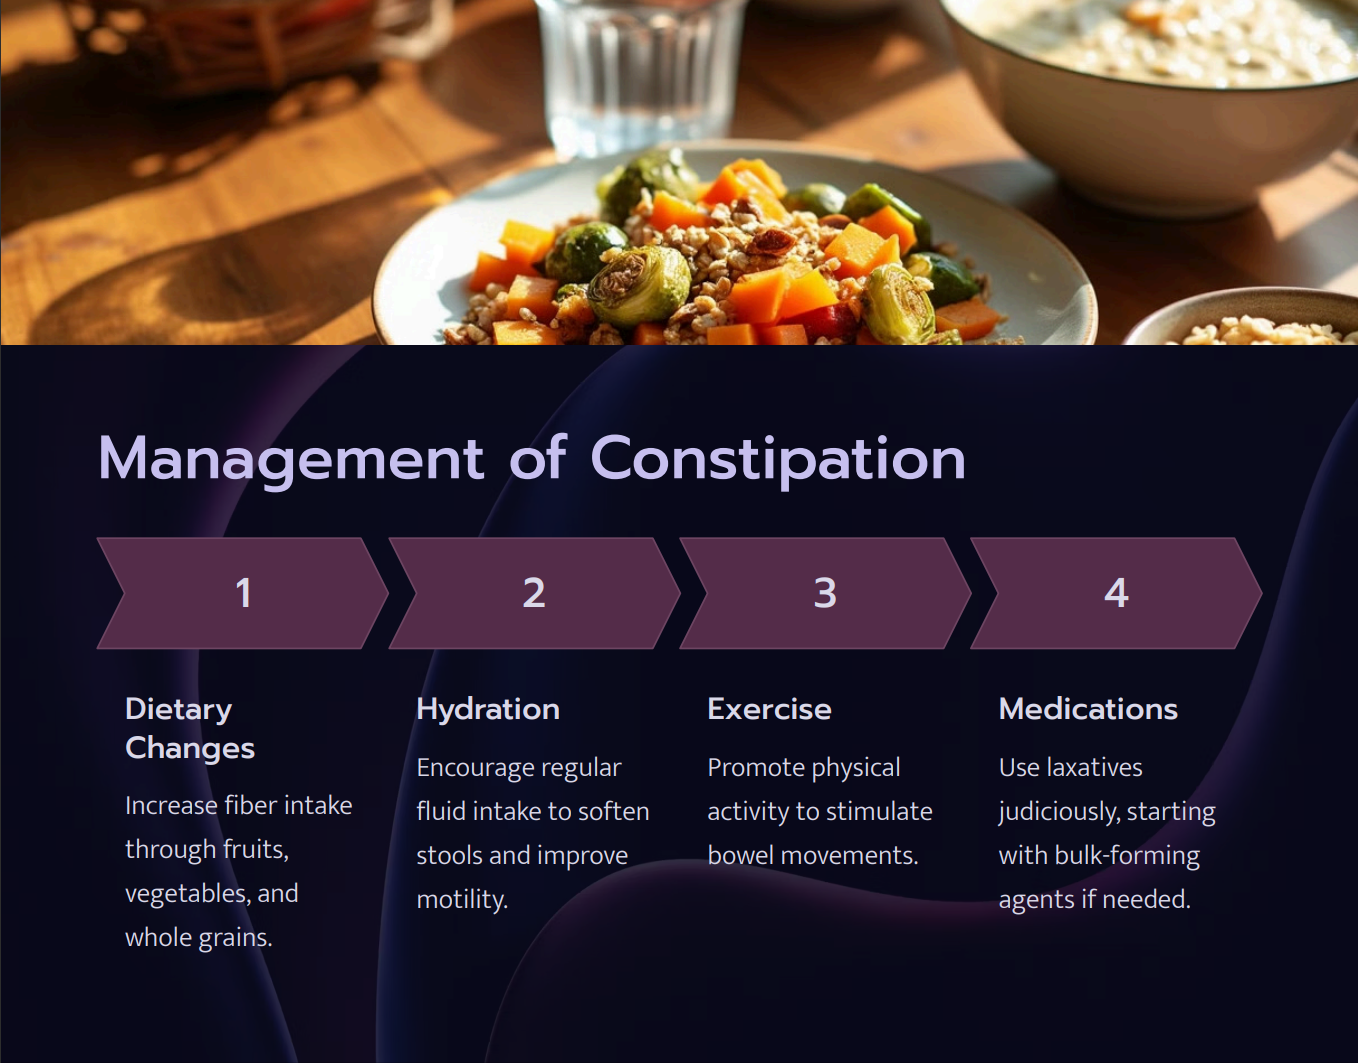 Management of Constipation
1
2
3
4
Dietary
Changes
Increase fiber intake
through fruits,
vegetables, and
whole grains.
Hydration
Encourage regular
fluid intake to soften
stools and improve
motility.
Exercise
Promote physical
activity to stimulate
bowel movements.
Medications
Use laxatives
judiciously, starting
with bulk-forming
agents if needed.